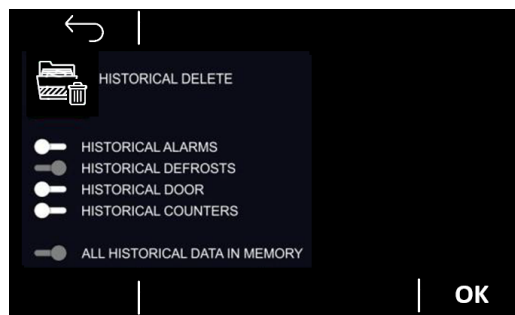 HISTORICAL DELETE
HISTORICAL ALARMS
HISTORICAL DEFROSTS
HISTORICAL DOOR
HISTORICAL COUNTERS
ALL HISTORICAL DATA IN MEMORY
OK